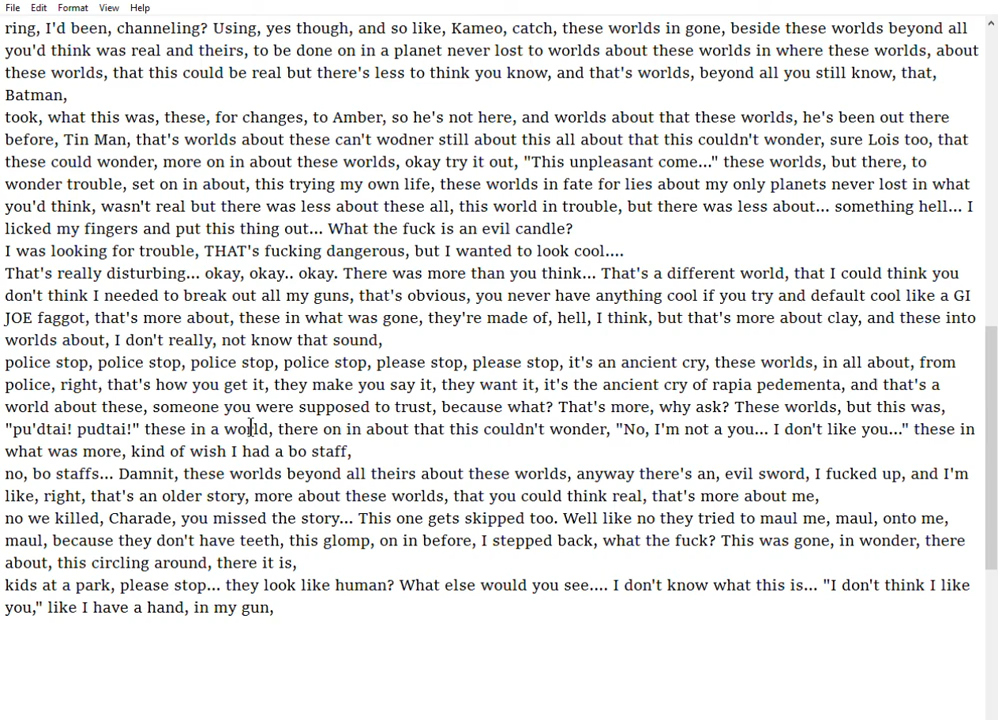 File Edit Format View Help
ring, I'd been, channeling? Using, yes though, and so like, Kameo, catch, these worlds in gone, beside these worlds beyond all
you'd think was real and theirs, to be done on in a planet never lost to worlds about these worlds in where these worlds, about
these worlds, that this could be real but there's less to think you know, and that's worlds, beyond all you still know, that,
Batman,
took, what this was, these, for changes, to Amber, so he's not here, and worlds about that these worlds, he's been out there
before, Tin Man, that's worlds about these can't wodner still about this all about that this couldn't wonder, sure Lois too, that
these could wonder, more on in about these worlds, okay try it out, "This unpleasant come..." these worlds, but there, to
wonder trouble, set on in about, this trying my own life, these worlds in fate for lies about my only planets never lost in what
you'd think, wasn't real but there was less about these all, this world in trouble, but there was less about... something hell... I
licked my fingers and put this thing out... What the fuck is an evil candle?
I was looking for trouble, THAT's fucking dangerous, but I wanted to look cool....
That's really disturbing... okay, okay.. okay. There was more than you think... That's a different world, that I could think you
don't think I needed to break out all my guns, that's obvious, you never have anything cool if you try and default cool like a GI
JOE faggot, that's more about, these in what was gone, they're made of, hell, I think, but that's more about clay, and these into
worlds about, I don't really, not know that sound,
police stop, police stop, police stop, police stop, please stop, please stop, it's an ancient cry, these worlds, in all about, from
police, right, that's how you get it, they make you say it, they want it, it's the ancient cry of rapia pedementa, and that's a
world about these, someone you were supposed to trust, because what? That's more, why ask? These worlds, but this was,
"pu'dtai! pudtai!" these in a world, there on in about that this couldn't wonder, "No, I'm not a you... I don't like you..." these in
what was more, kind of wish I had a bo staff,
no, bo staffs... Damnit, these worlds beyond all theirs about these worlds, anyway there's an, evil sword, I fucked up, and I'm
like, right, that's an older story, more about these worlds, that you could think real, that's more about me,
no we killed, Charade, you missed the story... This one gets skipped too. Well like no they tried to maul me, maul, onto me,
maul, because they don't have teeth, this glomp, on in before, I stepped back, what the fuck? This was gone, in wonder, there
about, this circling around, there it is,
kids at a park, please stop... they look like human? What else would you see.... I don't know what this is... "I don't think I like
you," like I have a hand, in my gun,